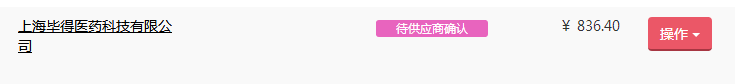 上海毕得医药科技有限公
司
待供应商确认
¥ 836.40
操作